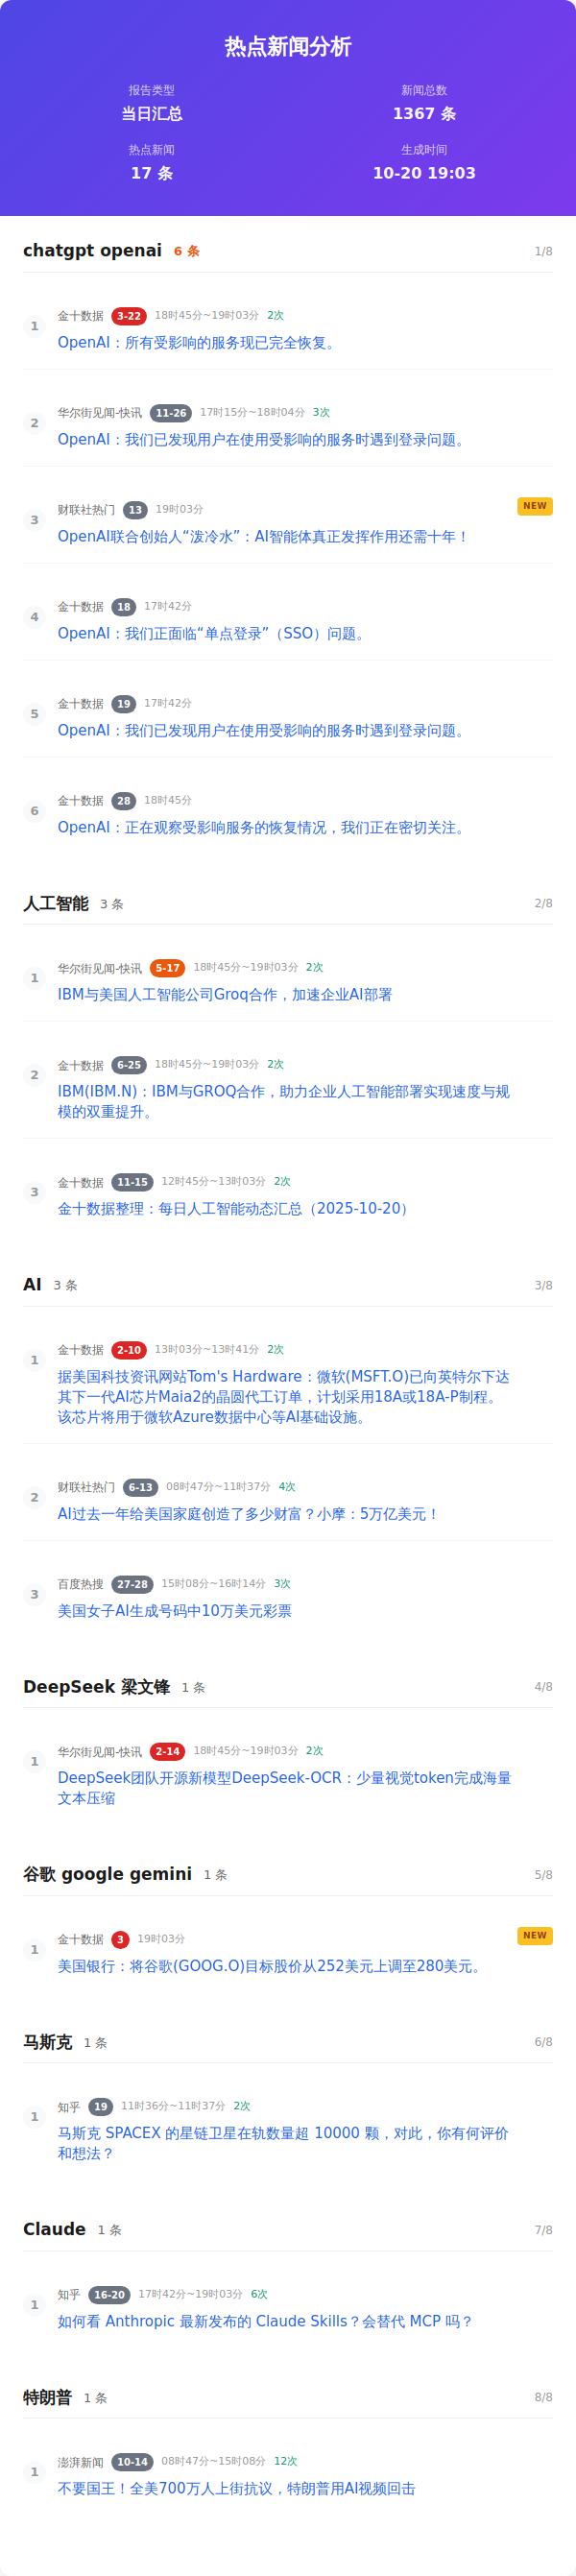 热点新闻分析
报告类型 新闻总数
当日汇总 1367 条
热点新闻 生成时间
17 条 10-20 19:03
chatgpt openai 6 条 1/8
1 金十数据 3-22 18时45分~19时03分 2次
OpenAI：所有受影响的服务现已完全恢复。
2 华尔街见闻-快讯 11-26 17时15分~18时04分 3次
OpenAI：我们已发现用户在使用受影响的服务时遇到登录问题。
3 财联社热门 13 19时03分 NEW
OpenAI联合创始人“泼冷水”：AI智能体真正发挥作用还需十年！
4 金十数据 18 17时42分
OpenAI：我们正面临“单点登录”（SSO）问题。
5 金十数据 19 17时42分
OpenAI：我们已发现用户在使用受影响的服务时遇到登录问题。
6 金十数据 28 18时45分
OpenAI：正在观察受影响服务的恢复情况，我们正在密切关注。
人工智能 3 条 2/8
1 华尔街见闻-快讯 5-17 18时45分~19时03分 2次
IBM与美国人工智能公司Groq合作，加速企业AI部署
2 金十数据 6-25 18时45分~19时03分 2次
IBM(IBM.N)：IBM与GROQ合作，助力企业人工智能部署实现速度与规
模的双重提升。
3 金十数据 11-15 12时45分~13时03分 2次
金十数据整理：每日人工智能动态汇总（2025-10-20）
AI 3 条 3/8
1 金十数据 2-10 13时03分~13时41分 2次
据美国科技资讯网站Tom's Hardware：微软(MSFT.O)已向英特尔下达
其下一代AI芯片Maia2的晶圆代工订单，计划采用18A或18A-P制程。
该芯片将用于微软Azure数据中心等AI基础设施。
2 财联社热门 6-13 08时47分~11时37分 4次
AI过去一年给美国家庭创造了多少财富？小摩：5万亿美元！
3 百度热搜 27-28 15时08分~16时14分 3次
美国女子AI生成号码中10万美元彩票
DeepSeek 梁文锋 1 条 4/8
1 华尔街见闻-快讯 2-14 18时45分~19时03分 2次
DeepSeek团队开源新模型DeepSeek-OCR：少量视觉token完成海量
文本压缩
谷歌 google gemini 1 条 5/8
1 金十数据 3 19时03分 NEW
美国银行：将谷歌(GOOG.O)目标股价从252美元上调至280美元。
马斯克 1 条 6/8
1 知乎 19 11时36分~11时37分 2次
马斯克 SPACEX 的星链卫星在轨数量超 10000 颗，对此，你有何评价
和想法？
Claude 1 条 7/8
1 知乎 16-20 17时42分~19时03分 6次
如何看 Anthropic 最新发布的 Claude Skills？会替代 MCP 吗？
特朗普 1 条 8/8
1 澎湃新闻 10-14 08时47分~15时08分 12次
不要国王！全美700万人上街抗议，特朗普用AI视频回击